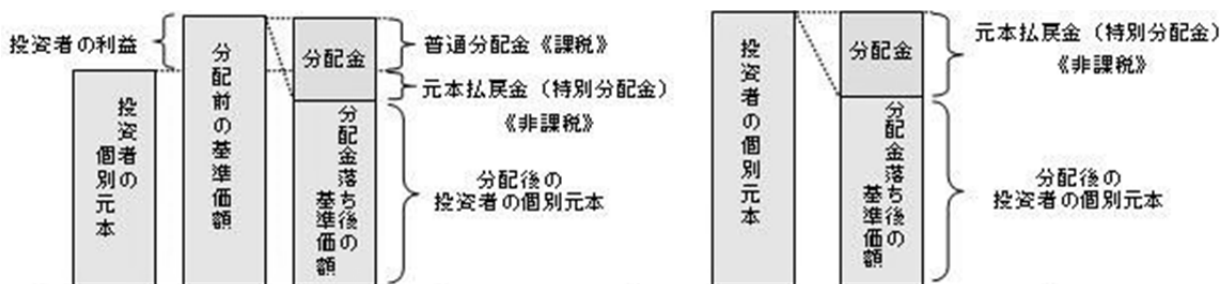 投資者の利益
投資者の
個別元本
分配前の基準価額
分配金
分配金落ち後の
基準価額
普通分配金《課税》
元本払戻金（特別分配金）
《非課税》
分配後の
投資者の個別元本
投資者の個別元本
分配金
分配金落ち後の
基準価額
元本払戻金（特別分配金）
《非課税》
分配後の
投資者の個別元本